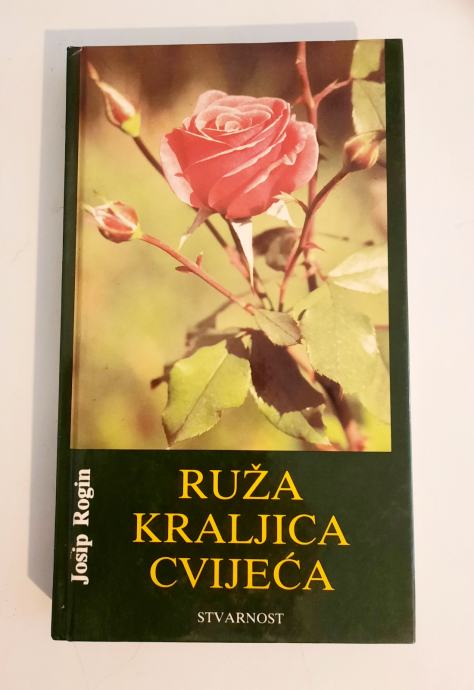 Josip Rogin
RUŽA
KRALJICA
CVIJEĆA
STVARNOST